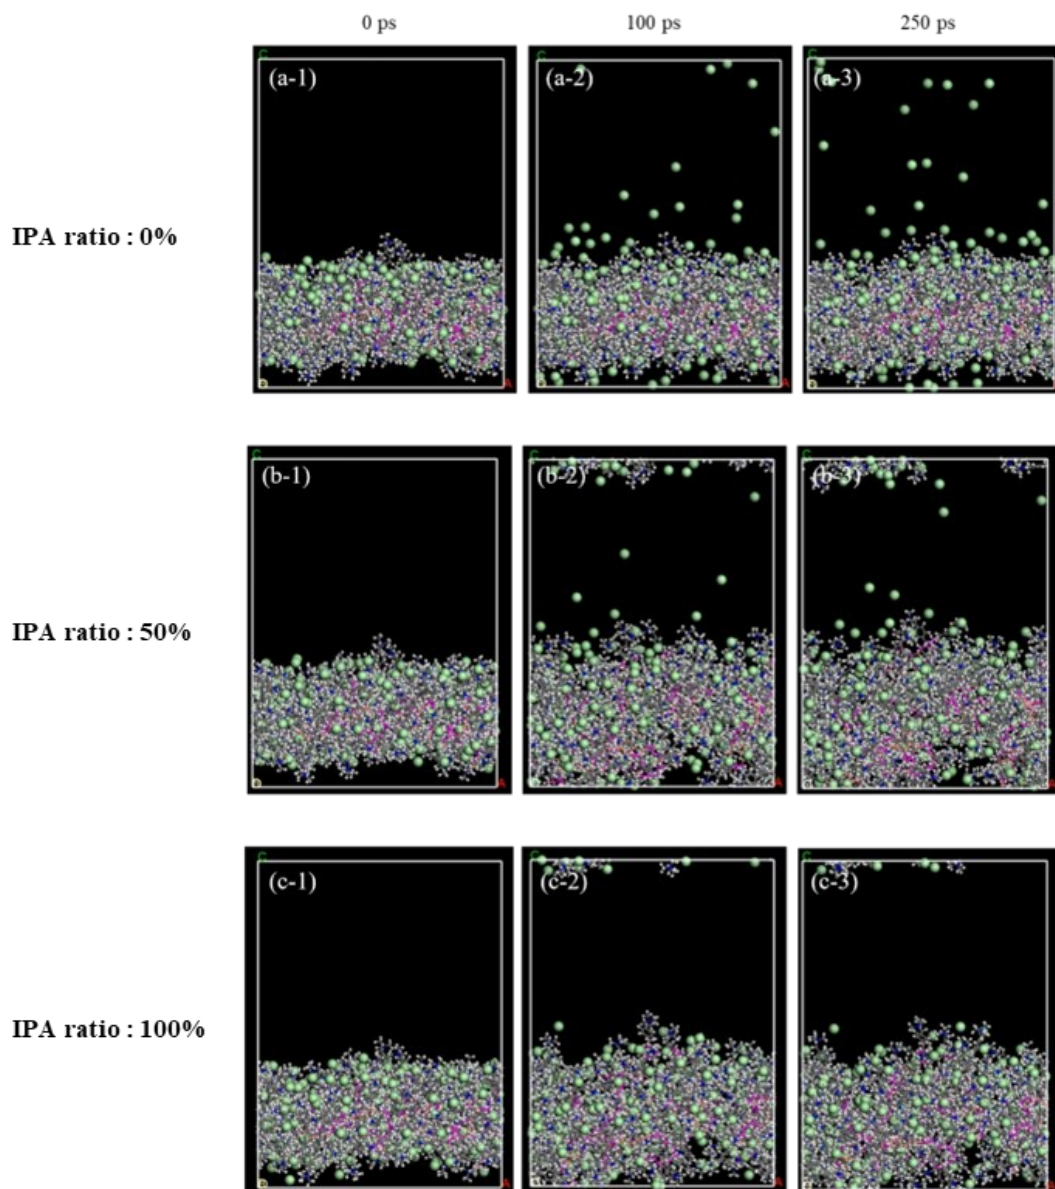 0 ps 100 ps 250 ps
C C C
(a-1) (a-2) (a-3)
IPA ratio : 0%
A A A
C C C
(b-1) (b-2) (b-3)
IPA ratio : 50%
A A A
C C C
(c-1) (c-2) (c-3)
IPA ratio : 100%
A A A